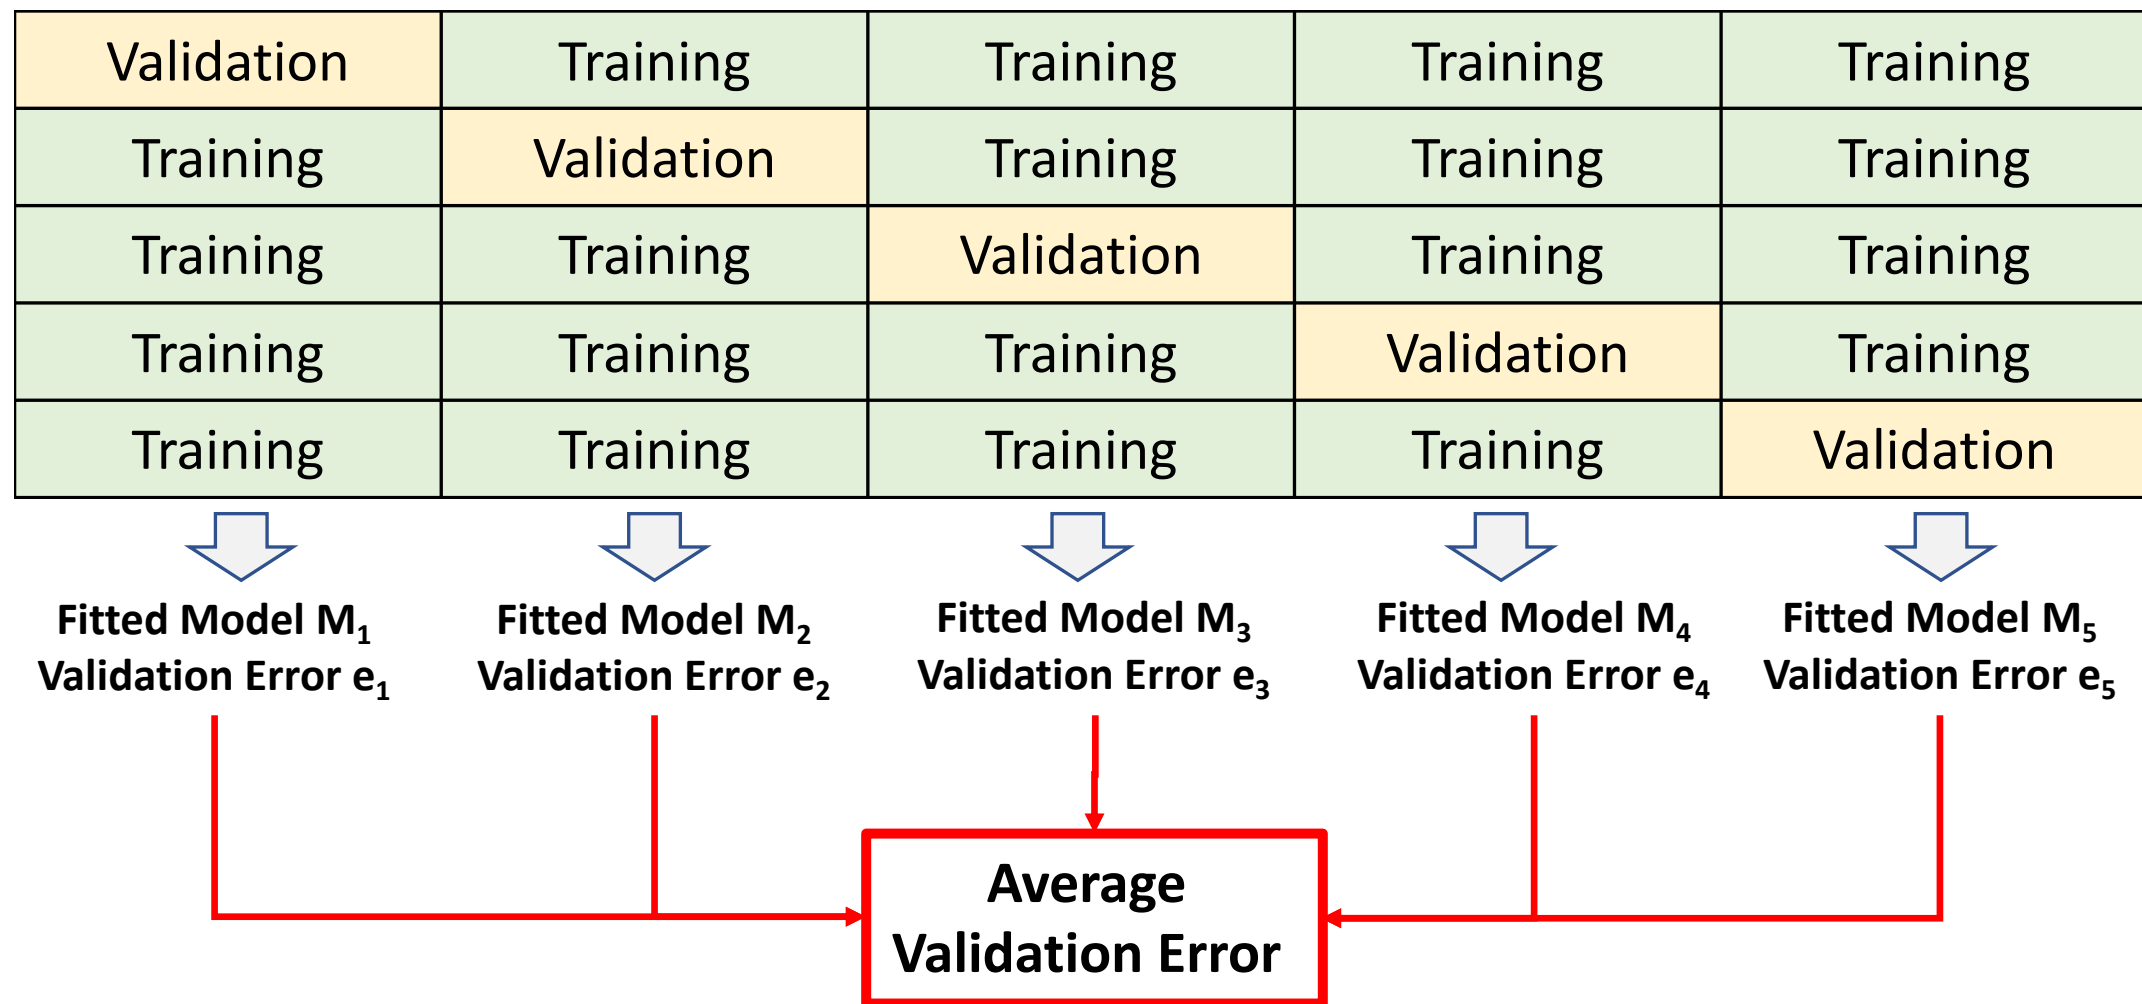 Validation Training Training Training Training
Training Validation Training Training Training
Training Training Validation Training Training
Training Training Training Validation Training
Training Training Training Training Validation
Fitted Model M₁ Fitted Model M₂ Fitted Model M₃ Fitted Model M₄ Fitted Model M₅
Validation Error e₁ Validation Error e₂ Validation Error e₃ Validation Error e₄ Validation Error e₅
Average
Validation Error